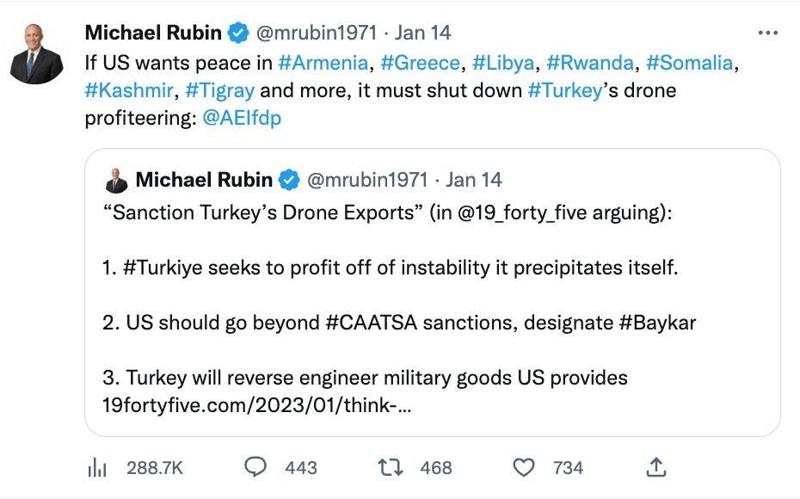 Michael Rubin @mrubin1971 · Jan 14
If US wants peace in #Armenia, #Greece, #Libya, #Rwanda, #Somalia,
#Kashmir, #Tigray and more, it must shut down #Turkey’s drone
profiteering: @AEIfdp
Michael Rubin @mrubin1971 · Jan 14
“Sanction Turkey’s Drone Exports” (in @19_forty_five arguing):
1. #Turkiye seeks to profit off of instability it precipitates itself.
2. US should go beyond #CAATSA sanctions, designate #Baykar
3. Turkey will reverse engineer military goods US provides
19fortyfive.com/2023/01/think-...
288.7K 443 468 734